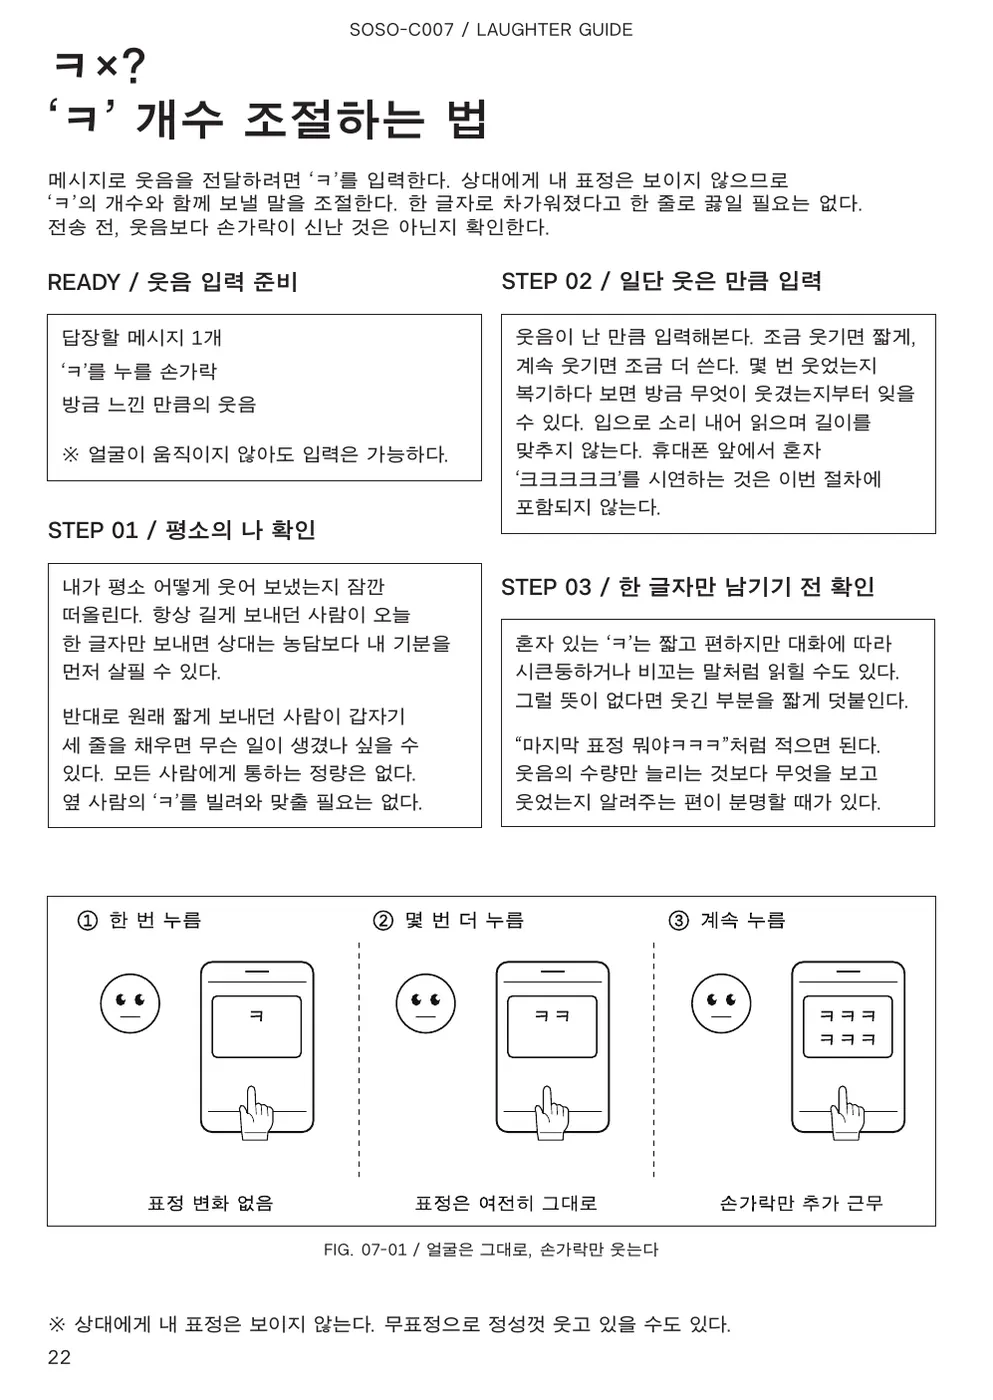 SOSO-C007 / LAUGHTER GUIDE
ㅋ×?
‘ㅋ’ 개수 조절하는 법
메시지로 웃음을 전달하려면 ‘ㅋ’를 입력한다. 상대에게 내 표정은 보이지 않으므로
‘ㅋ’의 개수와 함께 보낼 말을 조절한다. 한 글자로 차가워졌다고 한 줄로 끓일 필요는 없다.
전송 전, 웃음보다 손가락이 신난 것은 아닌지 확인한다.
READY / 웃음 입력 준비
답장할 메시지 1개
‘ㅋ’를 누를 손가락
방금 느낀 만큼의 웃음
※ 얼굴이 움직이지 않아도 입력은 가능하다.
STEP 01 / 평소의 나 확인
내가 평소 어떻게 웃어 보냈는지 잠깐
떠올린다. 항상 길게 보내던 사람이 오늘
한 글자만 보내면 상대는 농담보다 내 기분을
먼저 살필 수 있다.
반대로 원래 짧게 보내던 사람이 갑자기
세 줄을 채우면 무슨 일이 생겼나 싶을 수
있다. 모든 사람에게 통하는 정량은 없다.
옆 사람의 ‘ㅋ’를 빌려와 맞출 필요는 없다.
STEP 02 / 일단 웃은 만큼 입력
웃음이 난 만큼 입력해본다. 조금 웃기면 짧게,
계속 웃기면 조금 더 쓴다. 몇 번 웃었는지
복기하다 보면 방금 무엇이 웃겼는지부터 잊을
수 있다. 입으로 소리 내어 읽으며 길이를
맞추지 않는다. 휴대폰 앞에서 혼자
‘크크크크크’를 시연하는 것은 이번 절차에
포함되지 않는다.
STEP 03 / 한 글자만 남기기 전 확인
혼자 있는 ‘ㅋ’는 짧고 편하지만 대화에 따라
시큰둥하거나 비꼬는 말처럼 읽힐 수도 있다.
그럴 뜻이 없다면 웃긴 부분을 짧게 덧붙인다.
“마지막 표정 뭐야ㅋㅋㅋ”처럼 적으면 된다.
웃음의 수량만 늘리는 것보다 무엇을 보고
웃었는지 알려주는 편이 분명할 때가 있다.
① 한 번 누름
ㅋ
표정 변화 없음
② 몇 번 더 누름
ㅋㅋ
표정은 여전히 그대로
③ 계속 누름
ㅋㅋㅋ
ㅋㅋㅋ
손가락만 추가 근무
FIG. 07-01 / 얼굴은 그대로, 손가락만 웃는다
※ 상대에게 내 표정은 보이지 않는다. 무표정으로 정성껏 웃고 있을 수도 있다.
22